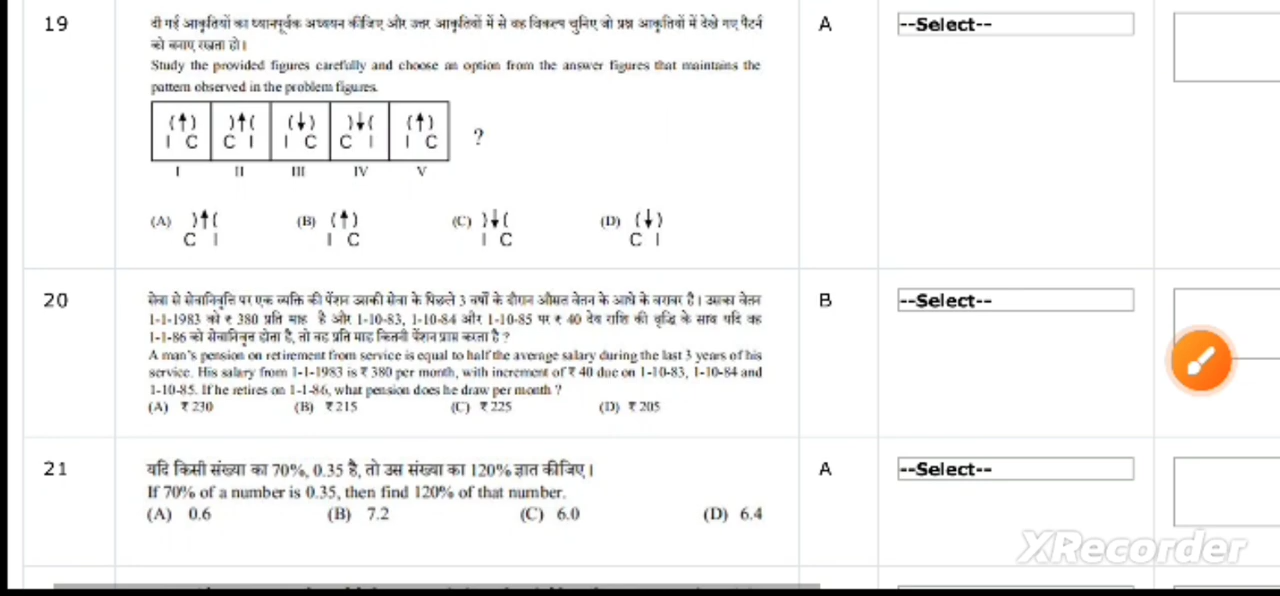 19
दी गई आकृतियों का ध्यानपूर्वक अध्ययन कीजिए और उत्तर आकृतियों में से वह विकल्प चुनिए जो प्रश्न आकृतियों में देखे गए पैटर्न
को बनाए रखता हो।
Study the provided figures carefully and choose an option from the answer figures that maintains the
pattern observed in the problem figures.
(↑) )↑( (↓) )↓( (↑)
I C C I I C C I I C ?
I II III IV V
(A) )↑( (B) (↑) (C) )↓( (D) (↓)
C I I C I C C I
A
--Select--
20
सेवा से सेवानिवृत्ति पर एक व्यक्ति की पेंशन उसकी सेवा के पिछले 3 वर्षों के दौरान औसत वेतन के आधे के बराबर है। उसका वेतन
1-1-1983 को ₹ 380 प्रति माह है और 1-10-83, 1-10-84 और 1-10-85 पर ₹ 40 देय राशि की वृद्धि के साथ यदि वह
1-1-86 को सेवानिवृत्त होता है, तो वह प्रति माह कितनी पेंशन प्राप्त करता है ?
A man's pension on retirement from service is equal to half the average salary during the last 3 years of his
service. His salary from 1-1-1983 is ₹ 380 per month, with increment of ₹ 40 due on 1-10-83, 1-10-84 and
1-10-85. If he retires on 1-1-86, what pension does he draw per month ?
(A) ₹ 230 (B) ₹ 215 (C) ₹ 225 (D) ₹ 205
B
--Select--
21
यदि किसी संख्या का 70%, 0.35 है, तो उस संख्या का 120% ज्ञात कीजिए।
If 70% of a number is 0.35, then find 120% of that number.
(A) 0.6 (B) 7.2 (C) 6.0 (D) 6.4
A
--Select--
XRecorder